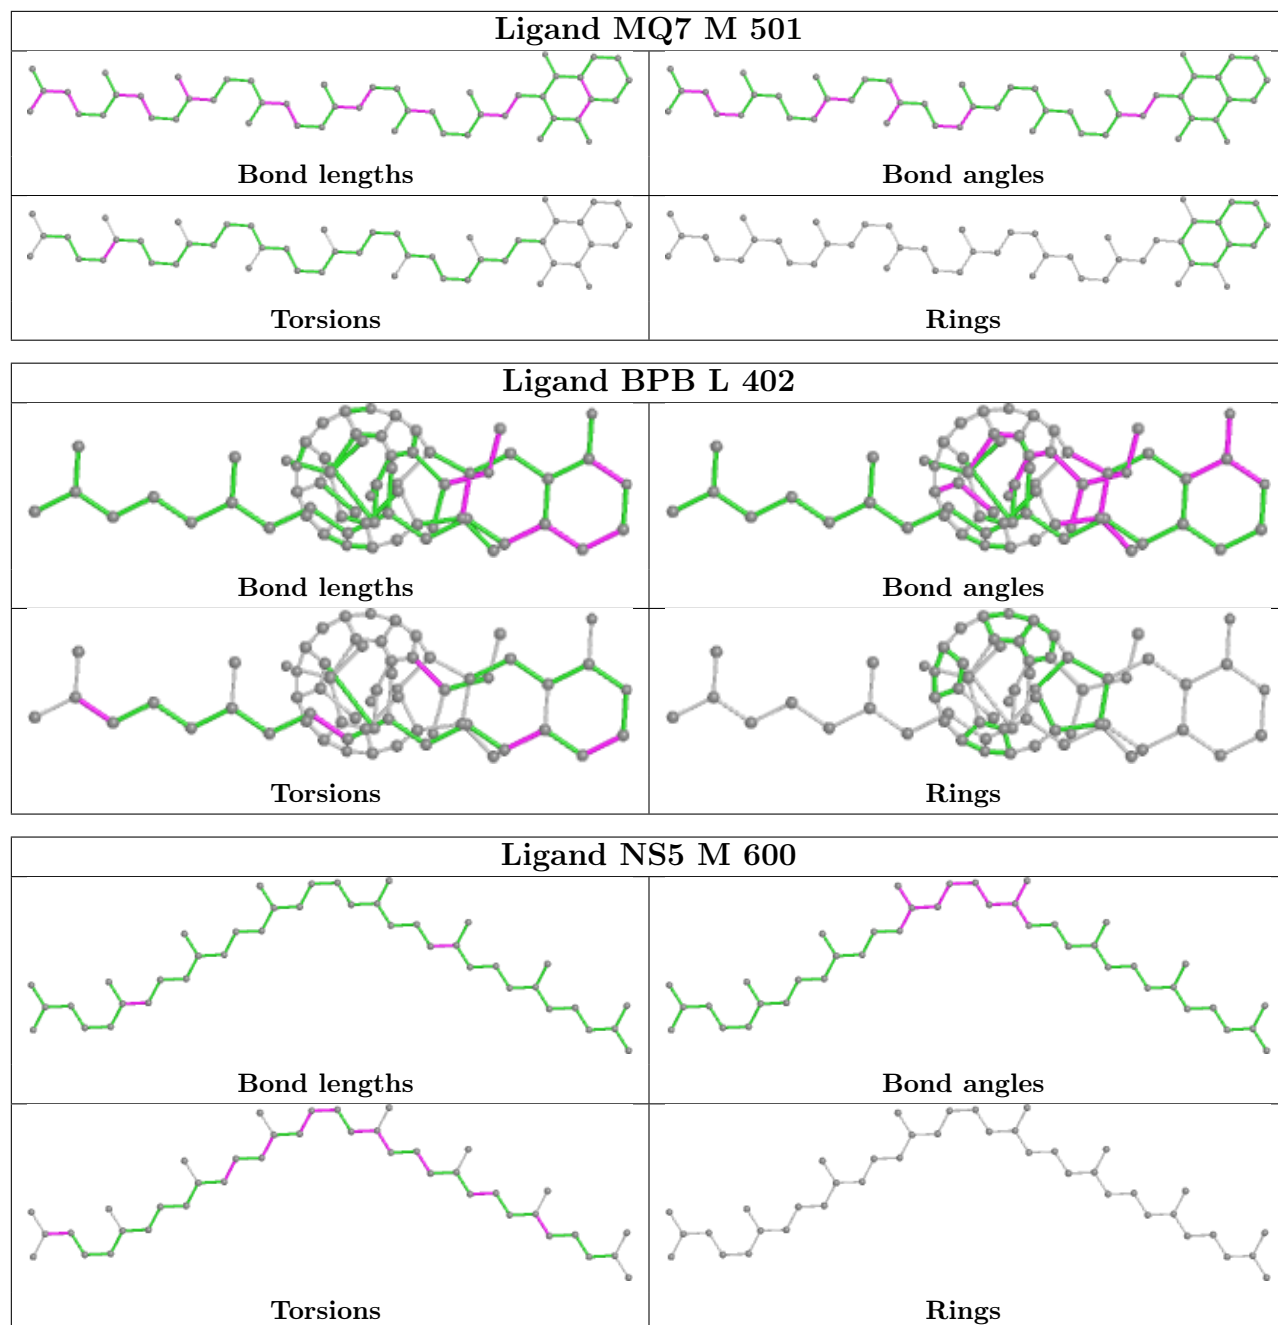 Ligand MQ7 M 501
Bond lengths
Bond angles
Torsions
Rings
Ligand BPB L 402
Bond lengths
Bond angles
Torsions
Rings
Ligand NS5 M 600
Bond lengths
Bond angles
Torsions
Rings